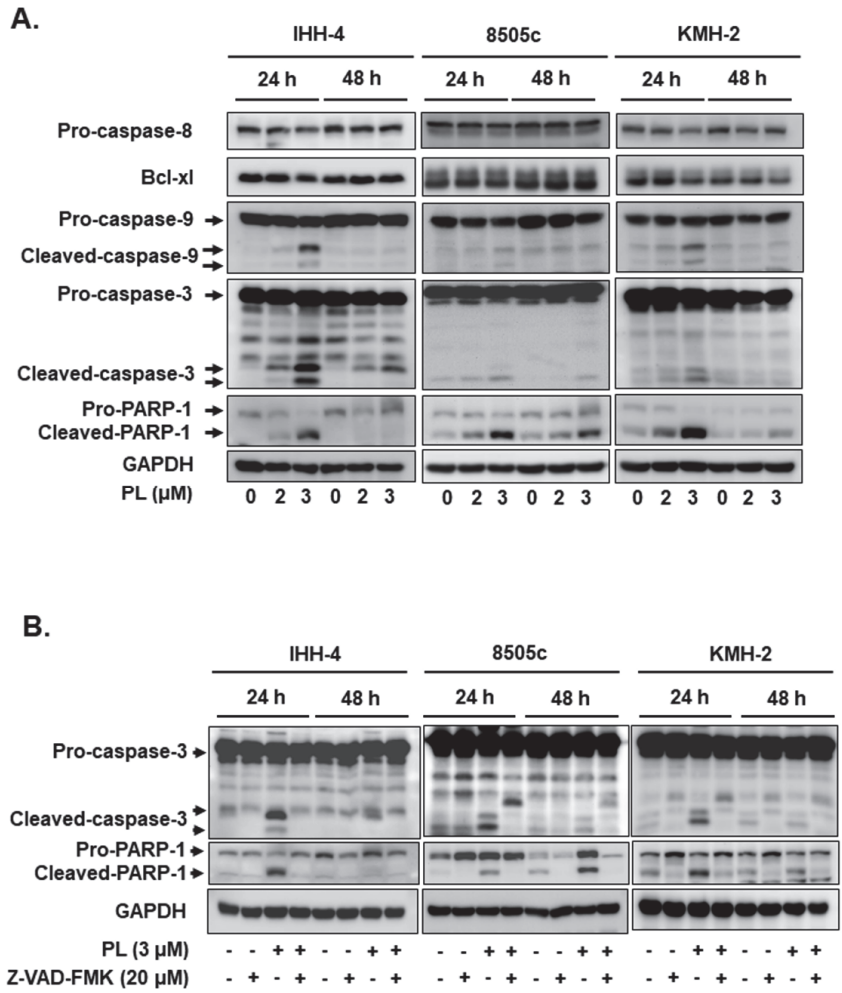 A.
IHH-4 8505c KMH-2
24 h 48 h 24 h 48 h 24 h 48 h
Pro-caspase-8
Bcl-xl
Pro-caspase-9
Cleaved-caspase-9
Pro-caspase-3
Cleaved-caspase-3
Pro-PARP-1
Cleaved-PARP-1
GAPDH
PL (µM) 0 2 3 0 2 3 0 2 3 0 2 3 0 2 3 0 2 3
B.
IHH-4 8505c KMH-2
24 h 48 h 24 h 48 h 24 h 48 h
Pro-caspase-3
Cleaved-caspase-3
Pro-PARP-1
Cleaved-PARP-1
GAPDH
PL (3 µM) - - + + - - + + - - + + - - + + - - + + - - + +
Z-VAD-FMK (20 µM) - + - + - + - + - + - + - + - + - + - + - + - +